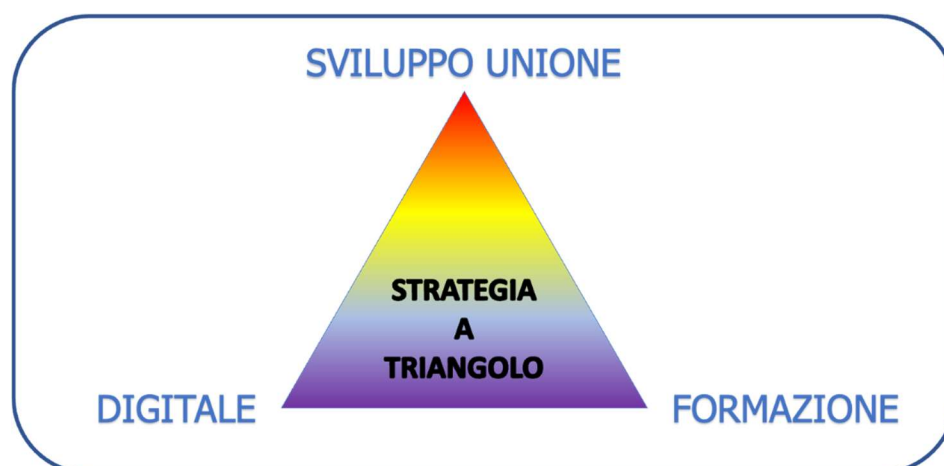 SVILUPPO UNIONE
STRATEGIA
A
TRIANGOLO
DIGITALE
FORMAZIONE